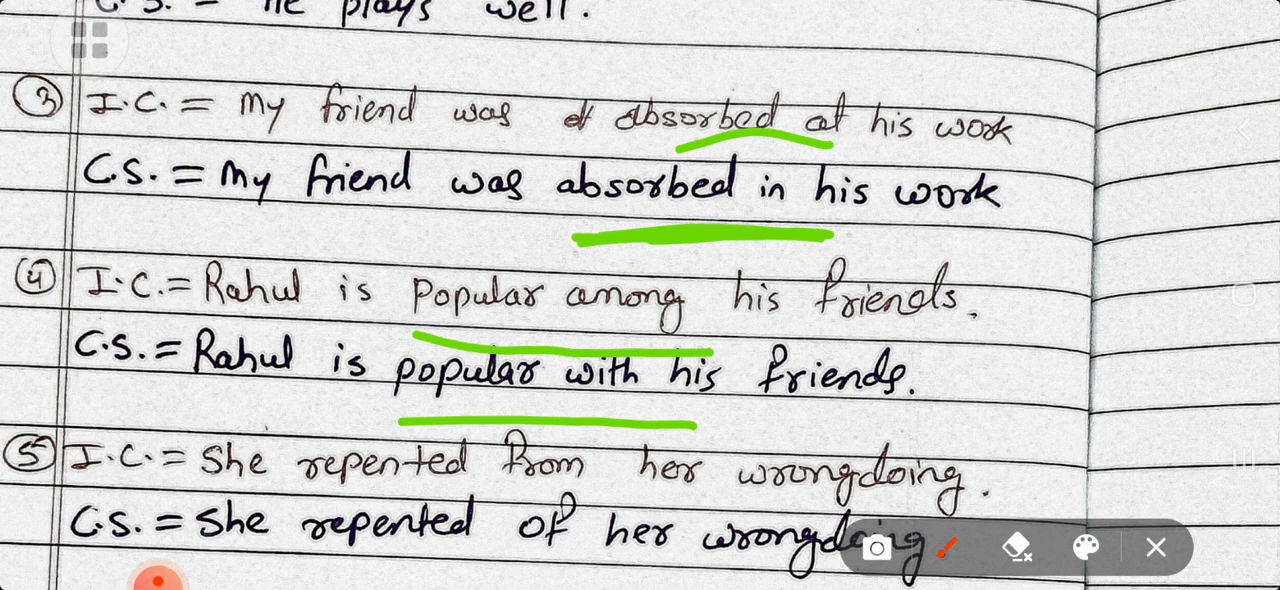 C.S. = He plays well.
③ I.C. = My friend was absorbed at his work
C.S. = My friend was absorbed in his work
④ I.C. = Rahul is popular among his friends.
C.S. = Rahul is popular with his friends.
⑤ I.C. = She repented from her wrongdoing.
C.S. = She repented of her wrongdoing